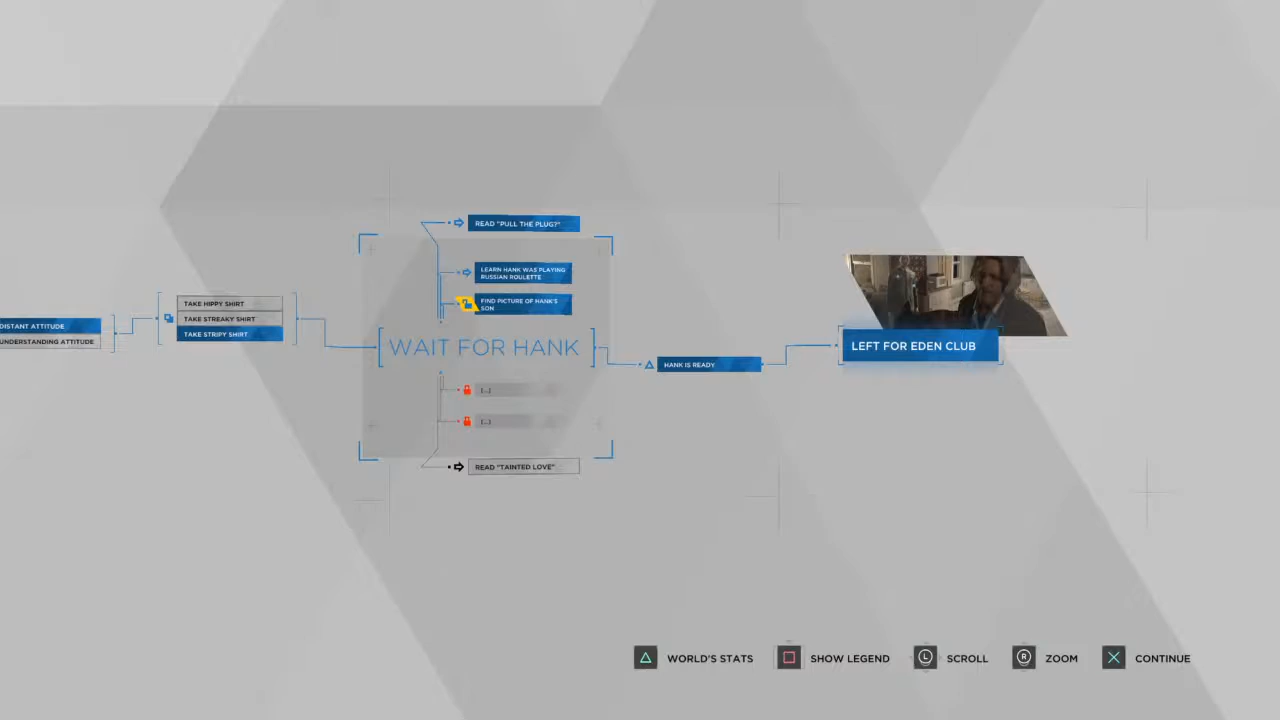 DISTANT ATTITUDE
UNDERSTANDING ATTITUDE
TAKE HIPPY SHIRT
TAKE STREAKY SHIRT
TAKE STRIPY SHIRT
READ "PULL THE PLUG?"
LEARN HANK WAS PLAYING
RUSSIAN ROULETTE
FIND PICTURE OF HANK'S
SON
WAIT FOR HANK
[...]
[...]
READ "TAINTED LOVE"
HANK IS READY
LEFT FOR EDEN CLUB
WORLD'S STATS
SHOW LEGEND
L SCROLL
R ZOOM
CONTINUE